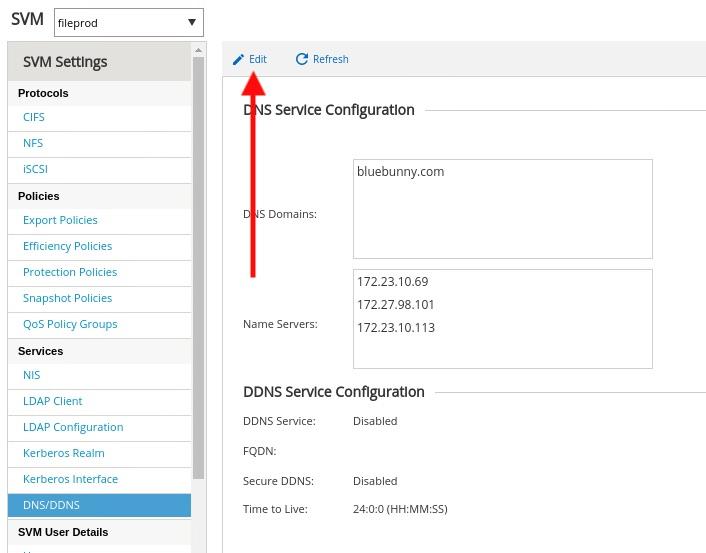 SVM fileprod
SVM Settings
Protocols
CIFS
NFS
iSCSI
Policies
Export Policies
Efficiency Policies
Protection Policies
Snapshot Policies
QoS Policy Groups
Services
NIS
LDAP Client
LDAP Configuration
Kerberos Realm
Kerberos Interface
DNS/DDNS
SVM User Details
Edit Refresh
DNS Service Configuration
DNS Domains:
bluebunny.com
Name Servers:
172.23.10.69
172.27.98.101
172.23.10.113
DDNS Service Configuration
DDNS Service: Disabled
FQDN:
Secure DDNS: Disabled
Time to Live: 24:0:0 (HH:MM:SS)